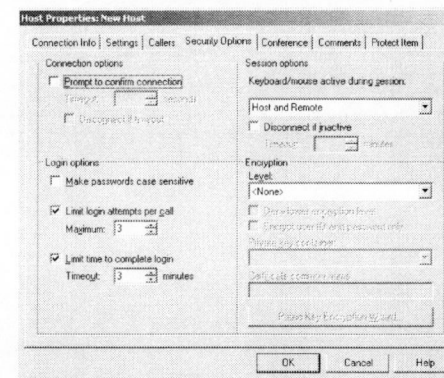 Host Properties: New Host
Connection Info Settings Callers Security Options Conference Comments Protect Item
Connection options
Prompt to confirm connection
Timeout: seconds
Disconnect if timeout
Session options
Keyboard/mouse active during session:
Host and Remote
Disconnect if inactive
Timeout: minutes
Login options
Make passwords case sensitive
Limit login attempts per call
Maximum: 3
Limit time to complete login
Timeout: 3 minutes
Encryption
Level:
<None>
Deny lower encryption level
Encrypt user ID and password only
Private key container:
Certificate common name:
OK Cancel Help